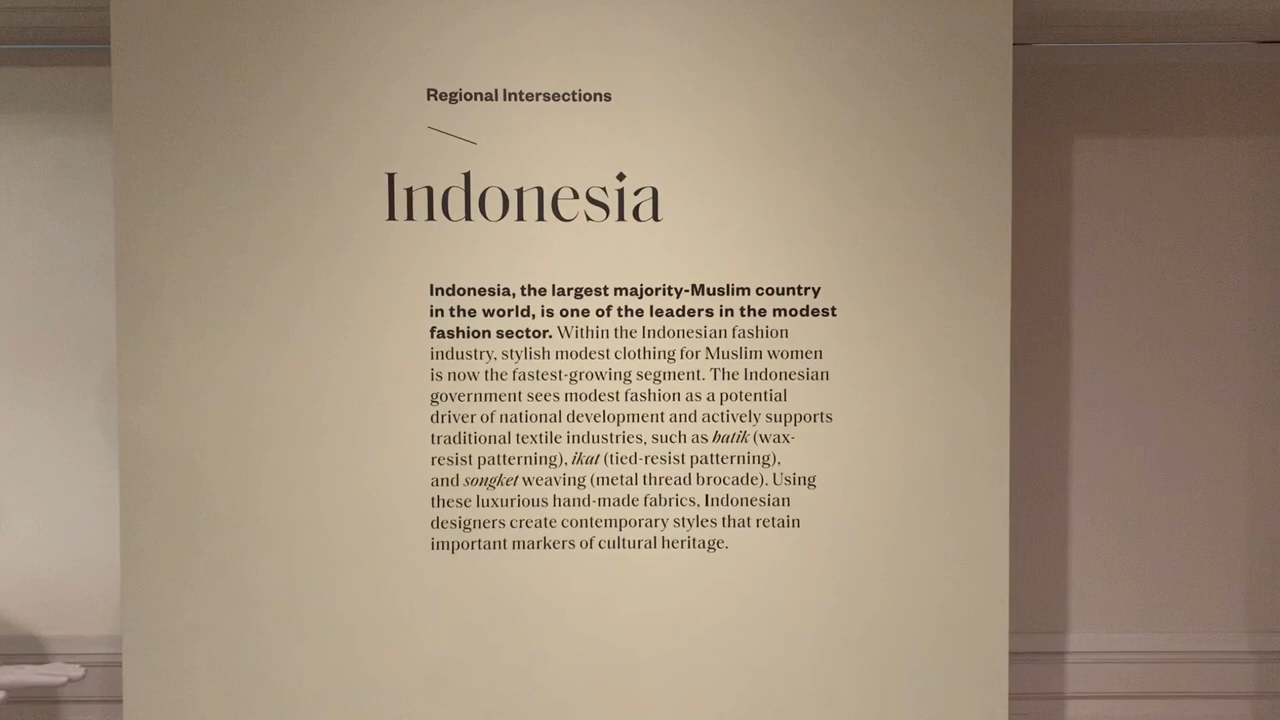 Regional Intersections
Indonesia
Indonesia, the largest majority-Muslim country
in the world, is one of the leaders in the modest
fashion sector. Within the Indonesian fashion
industry, stylish modest clothing for Muslim women
is now the fastest-growing segment. The Indonesian
government sees modest fashion as a potential
driver of national development and actively supports
traditional textile industries, such as batik (wax-
resist patterning), ikat (tied-resist patterning),
and songket weaving (metal thread brocade). Using
these luxurious hand-made fabrics, Indonesian
designers create contemporary styles that retain
important markers of cultural heritage.